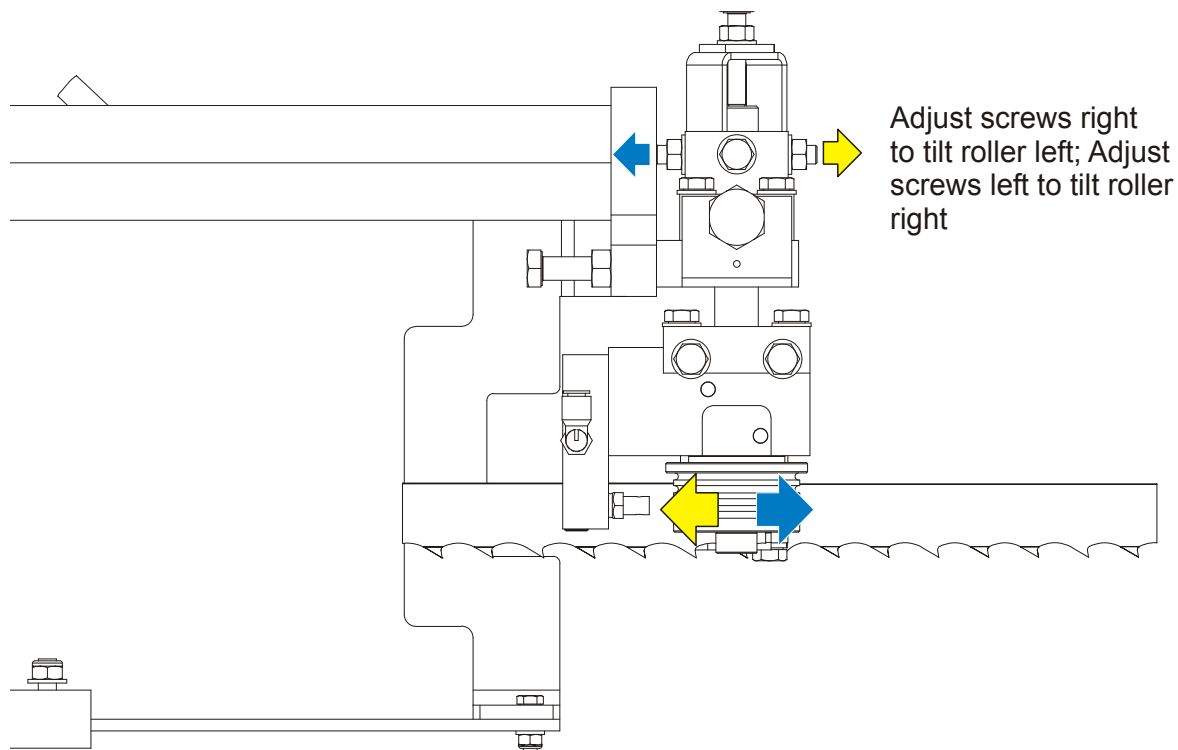 Adjust screws right
to tilt roller left; Adjust
screws left to tilt roller
right